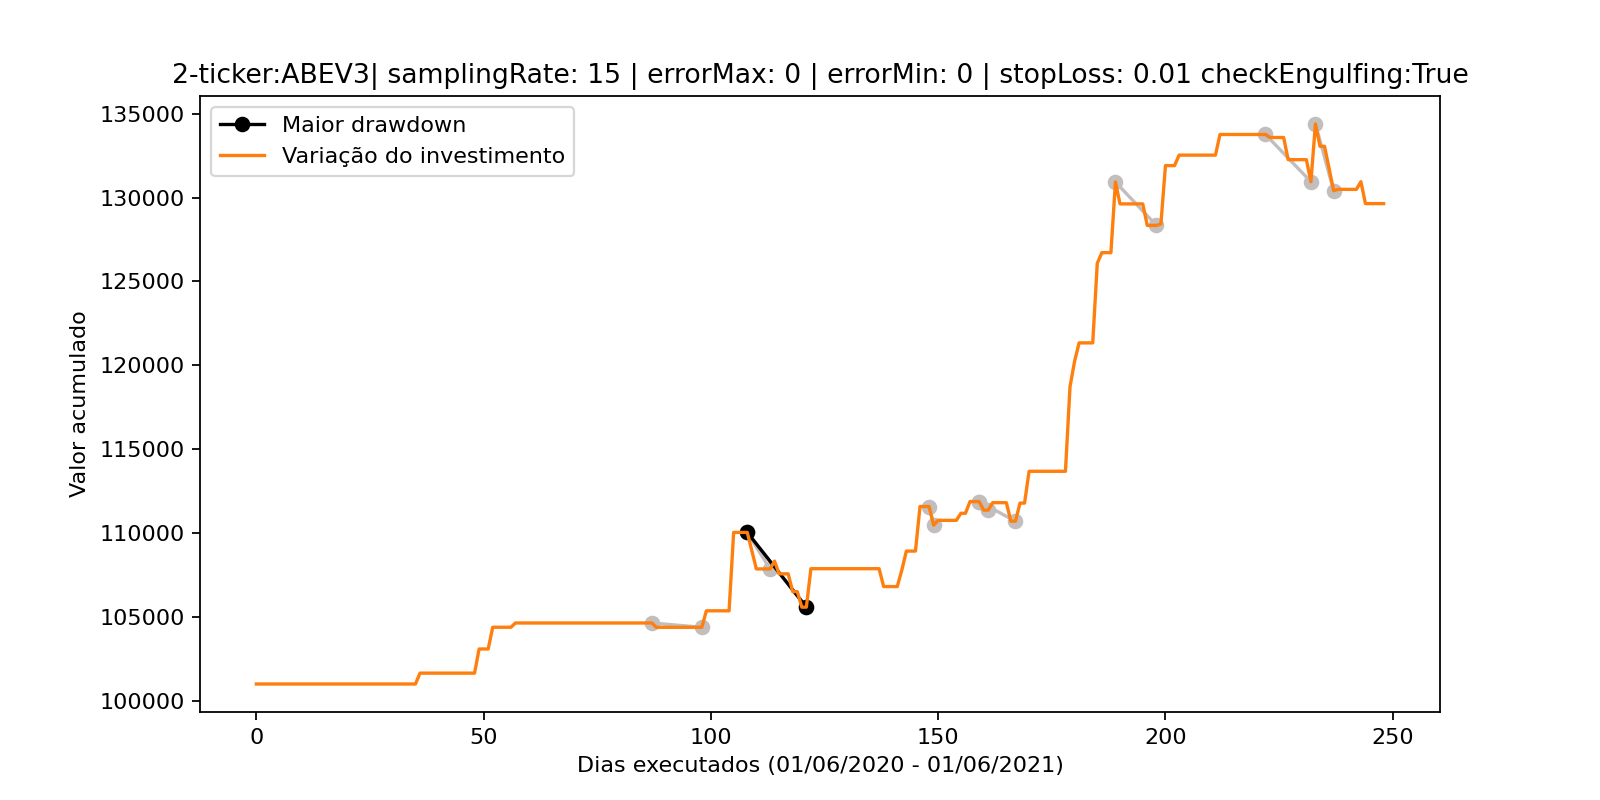 2-ticker:ABEV3| samplingRate: 15 | errorMax: 0 | errorMin: 0 | stopLoss: 0.01 checkEngulfing:True
Maior drawdown
Variação do investimento
135000
130000
125000
120000
115000
110000
105000
100000
Valor acumulado
0 50 100 150 200 250
Dias executados (01/06/2020 - 01/06/2021)